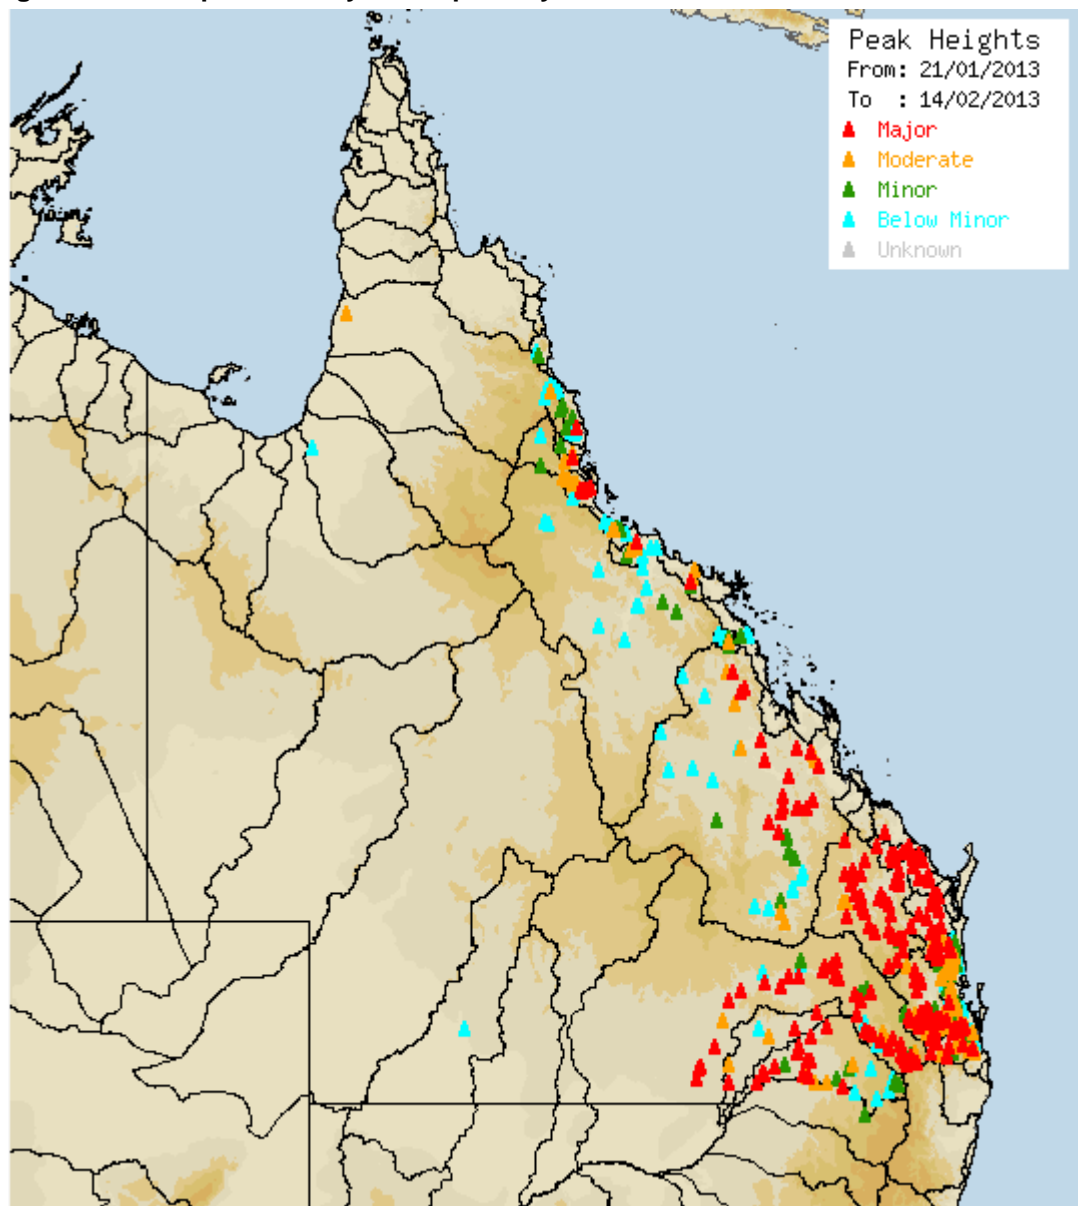 Peak Heights
From: 21/01/2013
To : 14/02/2013
Major
Moderate
Minor
Below Minor
Unknown